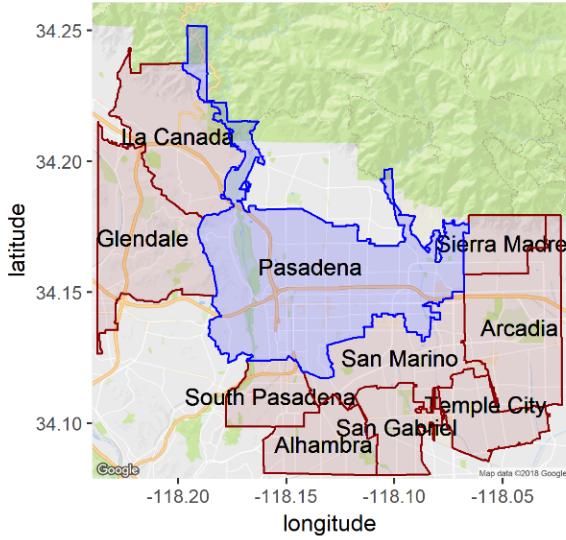 34.25
La Canada
34.20
Glendale
Sierra Madre
Pasadena
latitude
34.15
Arcadia
San Marino
South Pasadena
Temple City
34.10
San Gabriel
Alhambra
Google
Map data ©2018 Google
-118.20
-118.15
-118.10
-118.05
longitude